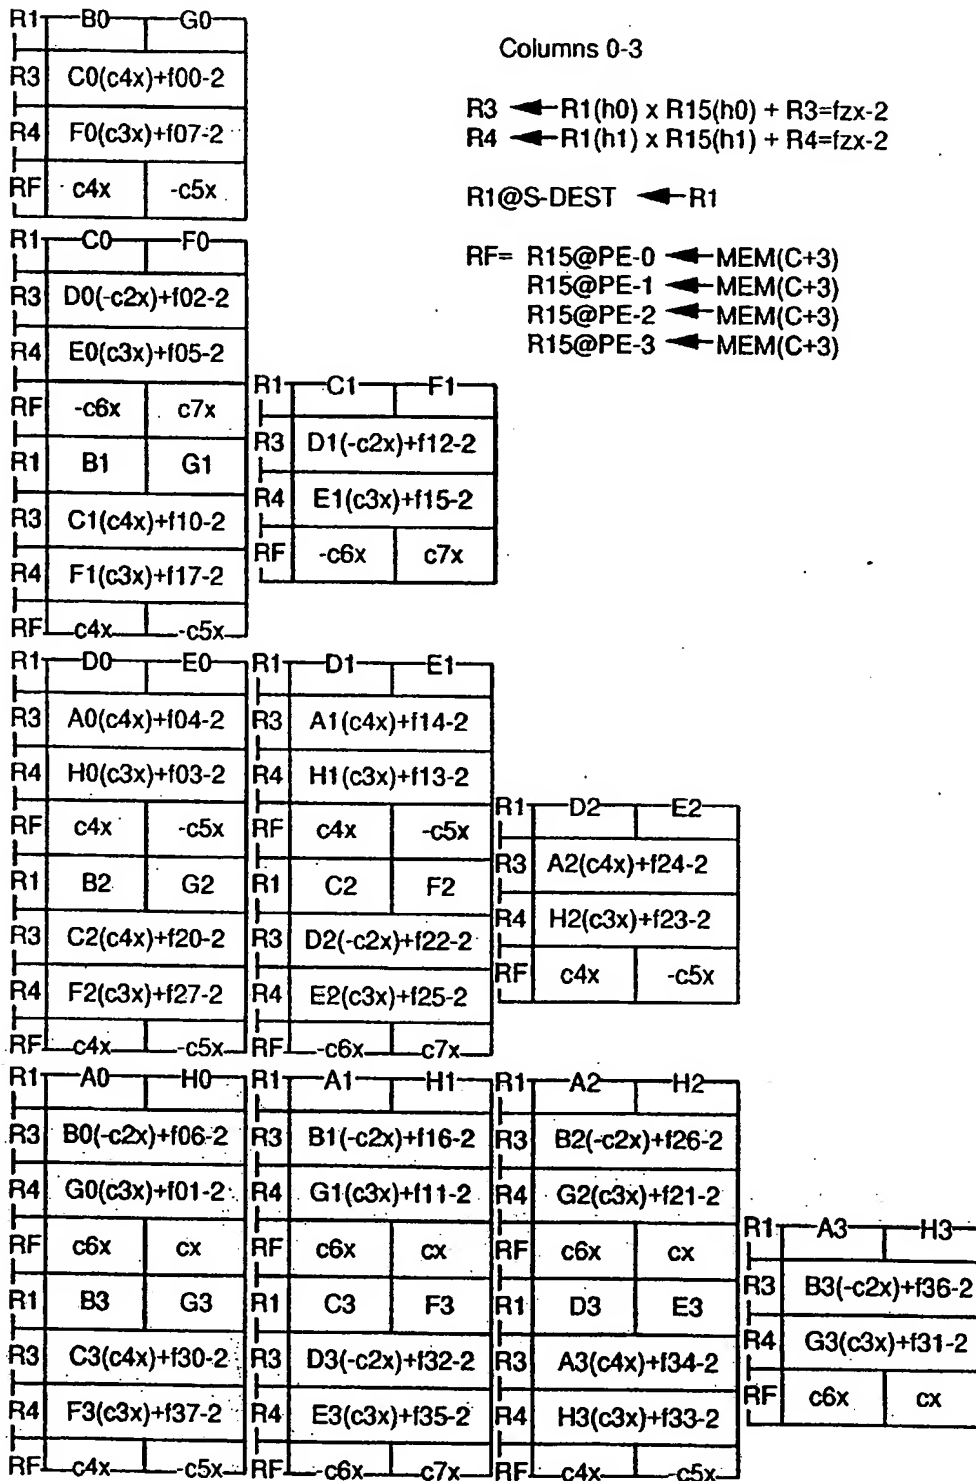 Columns 0-3
R3 ← R1(h0) x R15(h0) + R3=fzx-2
R4 ← R1(h1) x R15(h1) + R4=fzx-2
R1@S-DEST ← R1
RF= R15@PE-0 ← MEM(C+3)
R15@PE-1 ← MEM(C+3)
R15@PE-2 ← MEM(C+3)
R15@PE-3 ← MEM(C+3)
R1 B0 G0
R3 C0(c4x)+f00-2
R4 F0(c3x)+f07-2
RF c4x -c5x
R1 C0 F0
R3 D0(-c2x)+f02-2
R4 E0(c3x)+f05-2
RF -c6x c7x
R1 B1 G1
R3 C1(c4x)+f10-2
R4 F1(c3x)+f17-2
RF c4x -c5x
R1 C1 F1
R3 D1(-c2x)+f12-2
R4 E1(c3x)+f15-2
RF -c6x c7x
R1 D0 E0
R3 A0(c4x)+f04-2
R4 H0(c3x)+f03-2
RF c4x -c5x
R1 B2 G2
R3 C2(c4x)+f20-2
R4 F2(c3x)+f27-2
RF c4x -c5x
R1 D1 E1
R3 A1(c4x)+f14-2
R4 H1(c3x)+f13-2
RF c4x -c5x
R1 C2 F2
R3 D2(-c2x)+f22-2
R4 E2(c3x)+f25-2
RF -c6x c7x
R1 D2 E2
R3 A2(c4x)+f24-2
R4 H2(c3x)+f23-2
RF c4x -c5x
R1 A0 H0
R3 B0(-c2x)+f06-2
R4 G0(c3x)+f01-2
RF c6x cx
R1 B3 G3
R3 C3(c4x)+f30-2
R4 F3(c3x)+f37-2
RF c4x -c5x
R1 A1 H1
R3 B1(-c2x)+f16-2
R4 G1(c3x)+f11-2
RF c6x cx
R1 C3 F3
R3 D3(-c2x)+f32-2
R4 E3(c3x)+f35-2
RF -c6x c7x
R1 A2 H2
R3 B2(-c2x)+f26-2
R4 G2(c3x)+f21-2
RF c6x cx
R1 D3 E3
R3 A3(c4x)+f34-2
R4 H3(c3x)+f33-2
RF c4x -c5x
R1 A3 H3
R3 B3(-c2x)+f36-2
R4 G3(c3x)+f31-2
RF c6x cx